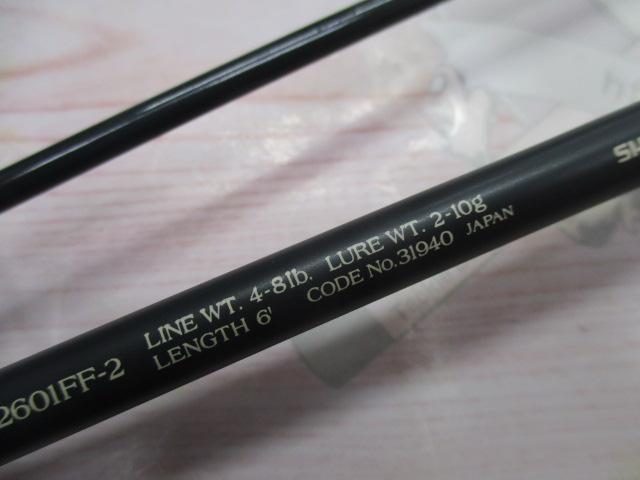 2601FF-2
LINE WT. 4-8lb. LURE WT. 2-10g
LENGTH 6' CODE No.31940 JAPAN